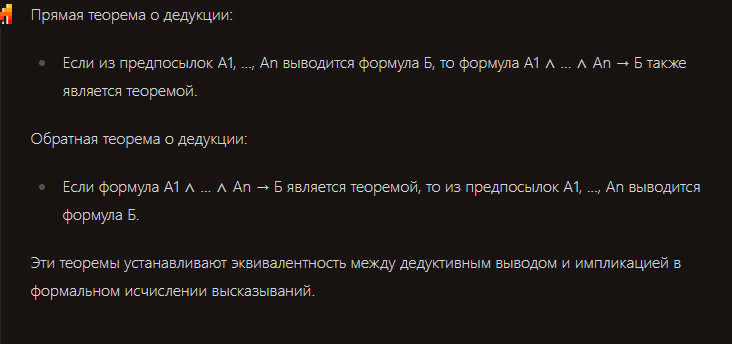 Прямая теорема о дедукции:
Если из предпосылок A1, ..., An выводится формула Б, то формула A1 ∧ ... ∧ An → Б также
является теоремой.
Обратная теорема о дедукции:
Если формула A1 ∧ ... ∧ An → Б является теоремой, то из предпосылок A1, ..., An выводится
формула Б.
Эти теоремы устанавливают эквивалентность между дедуктивным выводом и импликацией в
формальном исчислении высказываний.